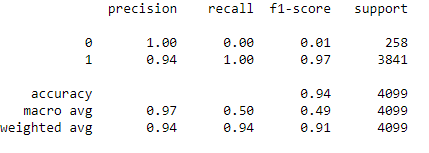 precision recall f1-score support
0 1.00 0.00 0.01 258
1 0.94 1.00 0.97 3841
accuracy 0.94 4099
macro avg 0.97 0.50 0.49 4099
weighted avg 0.94 0.94 0.91 4099